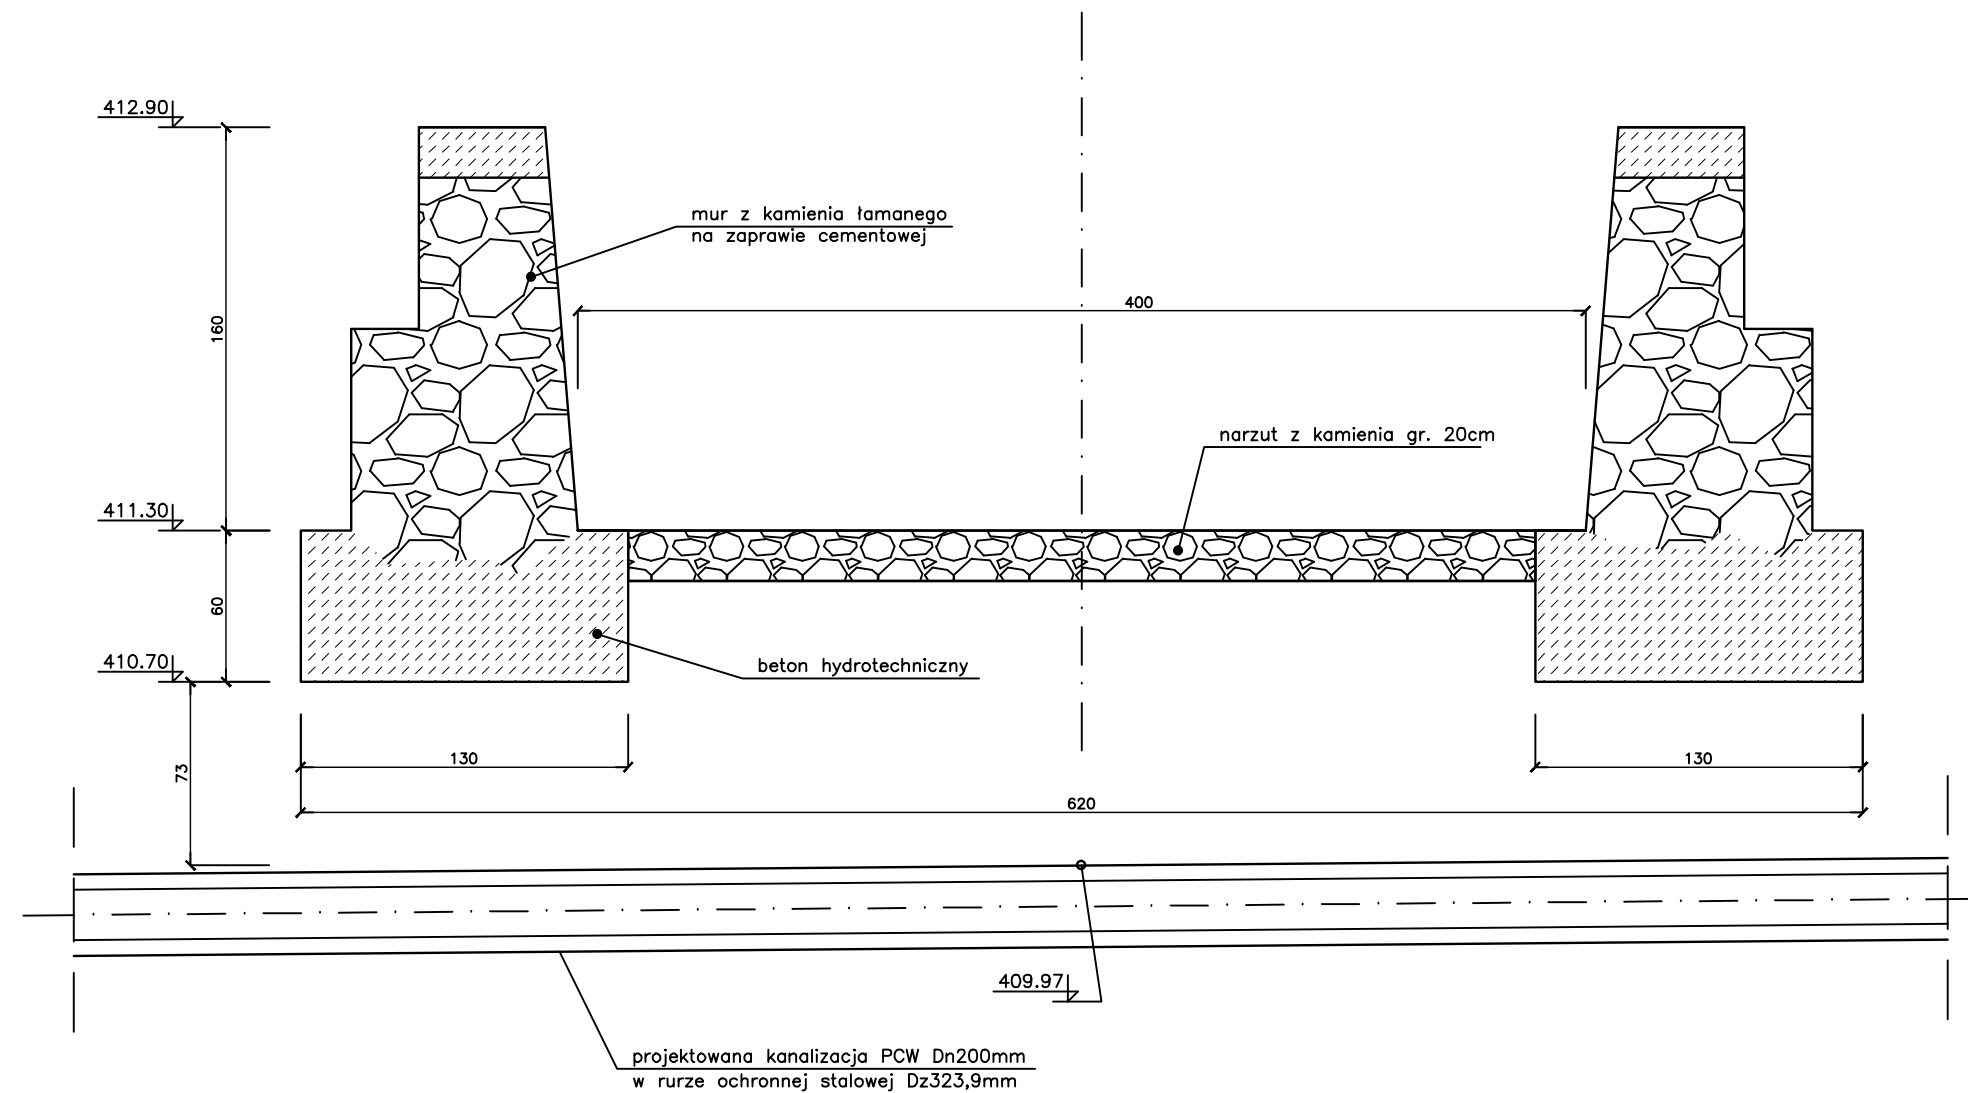 412.90
mur z kamienia łamanego
na zaprawie cementowej
400
160
narzut z kamienia gr. 20cm
411.30
60
410.70
beton hydrotechniczny
130
130
73
620
409.97
projektowana kanalizacja PCW Dn200mm
w rurze ochronnej stalowej Dz323,9mm